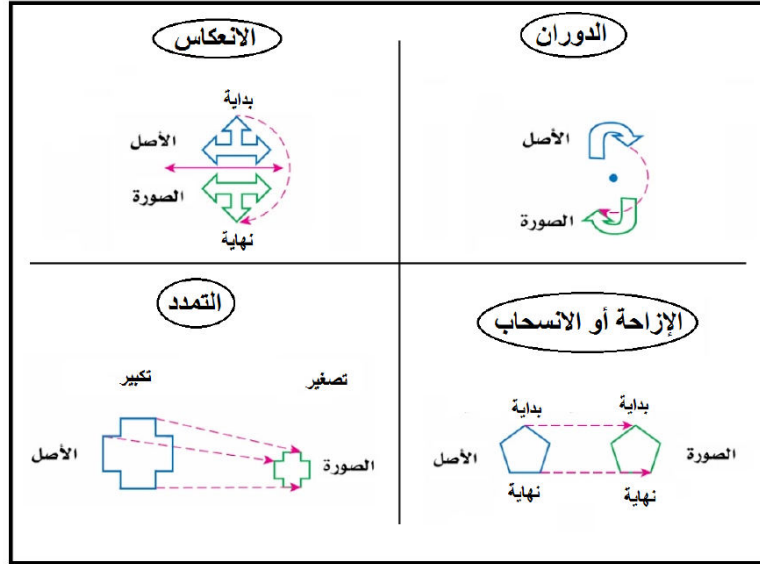 الدوران
الأصل
الصورة
الانعكاس
بداية
الأصل
الصورة
نهاية
الإزاحة أو الانسحاب
بداية
بداية
الصورة
الأصل
نهاية
نهاية
التمدد
تصغير
تكبير
الصورة
الأصل